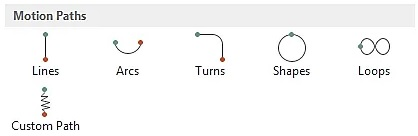 Motion Paths
Lines Arcs Turns Shapes Loops
Custom Path